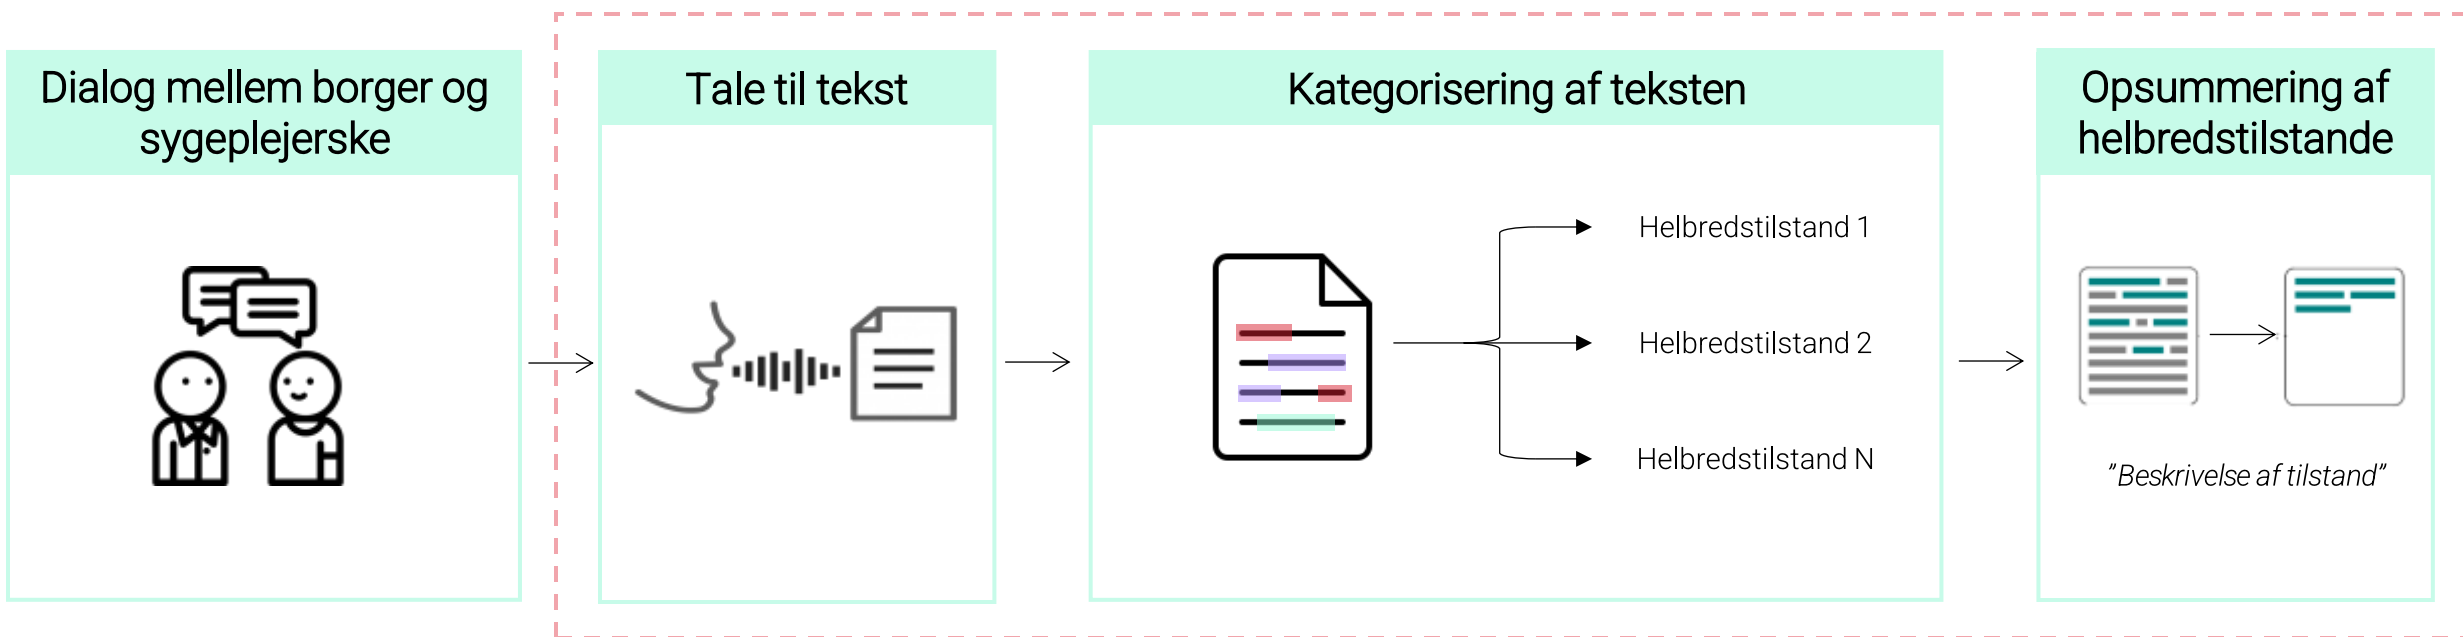 Dialog mellem borger og
sygeplejerske
Tale til tekst
Kategorisering af teksten
Helbredstilstand 1
Helbredstilstand 2
Helbredstilstand N
Opsummering af
helbredstilstande
”Beskrivelse af tilstand”